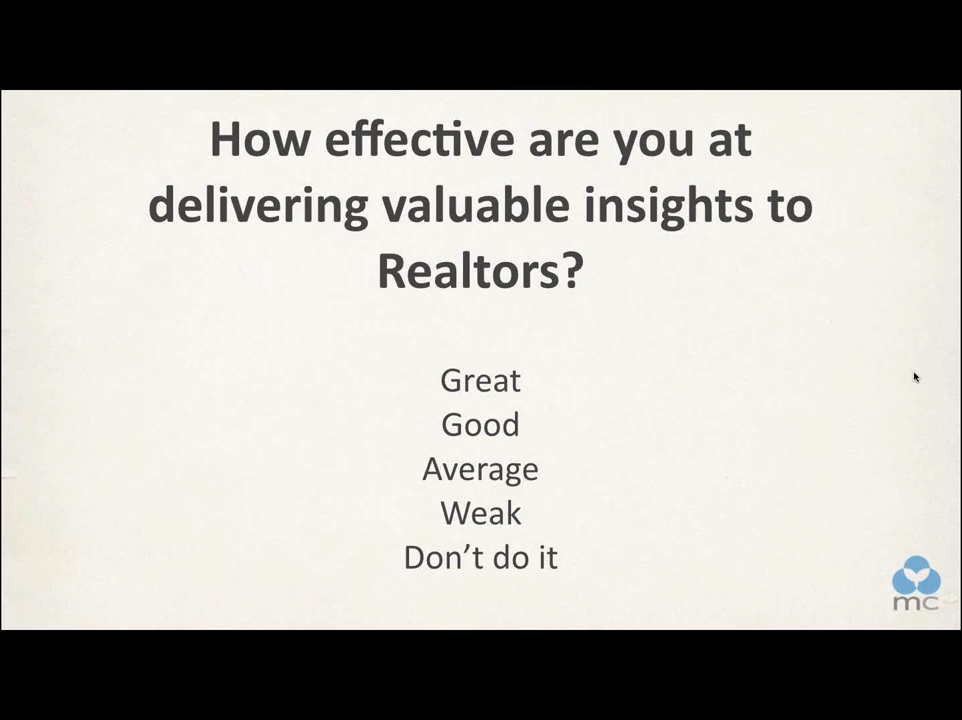 How effective are you at
delivering valuable insights to
Realtors?
Great
Good
Average
Weak
Don’t do it
mc